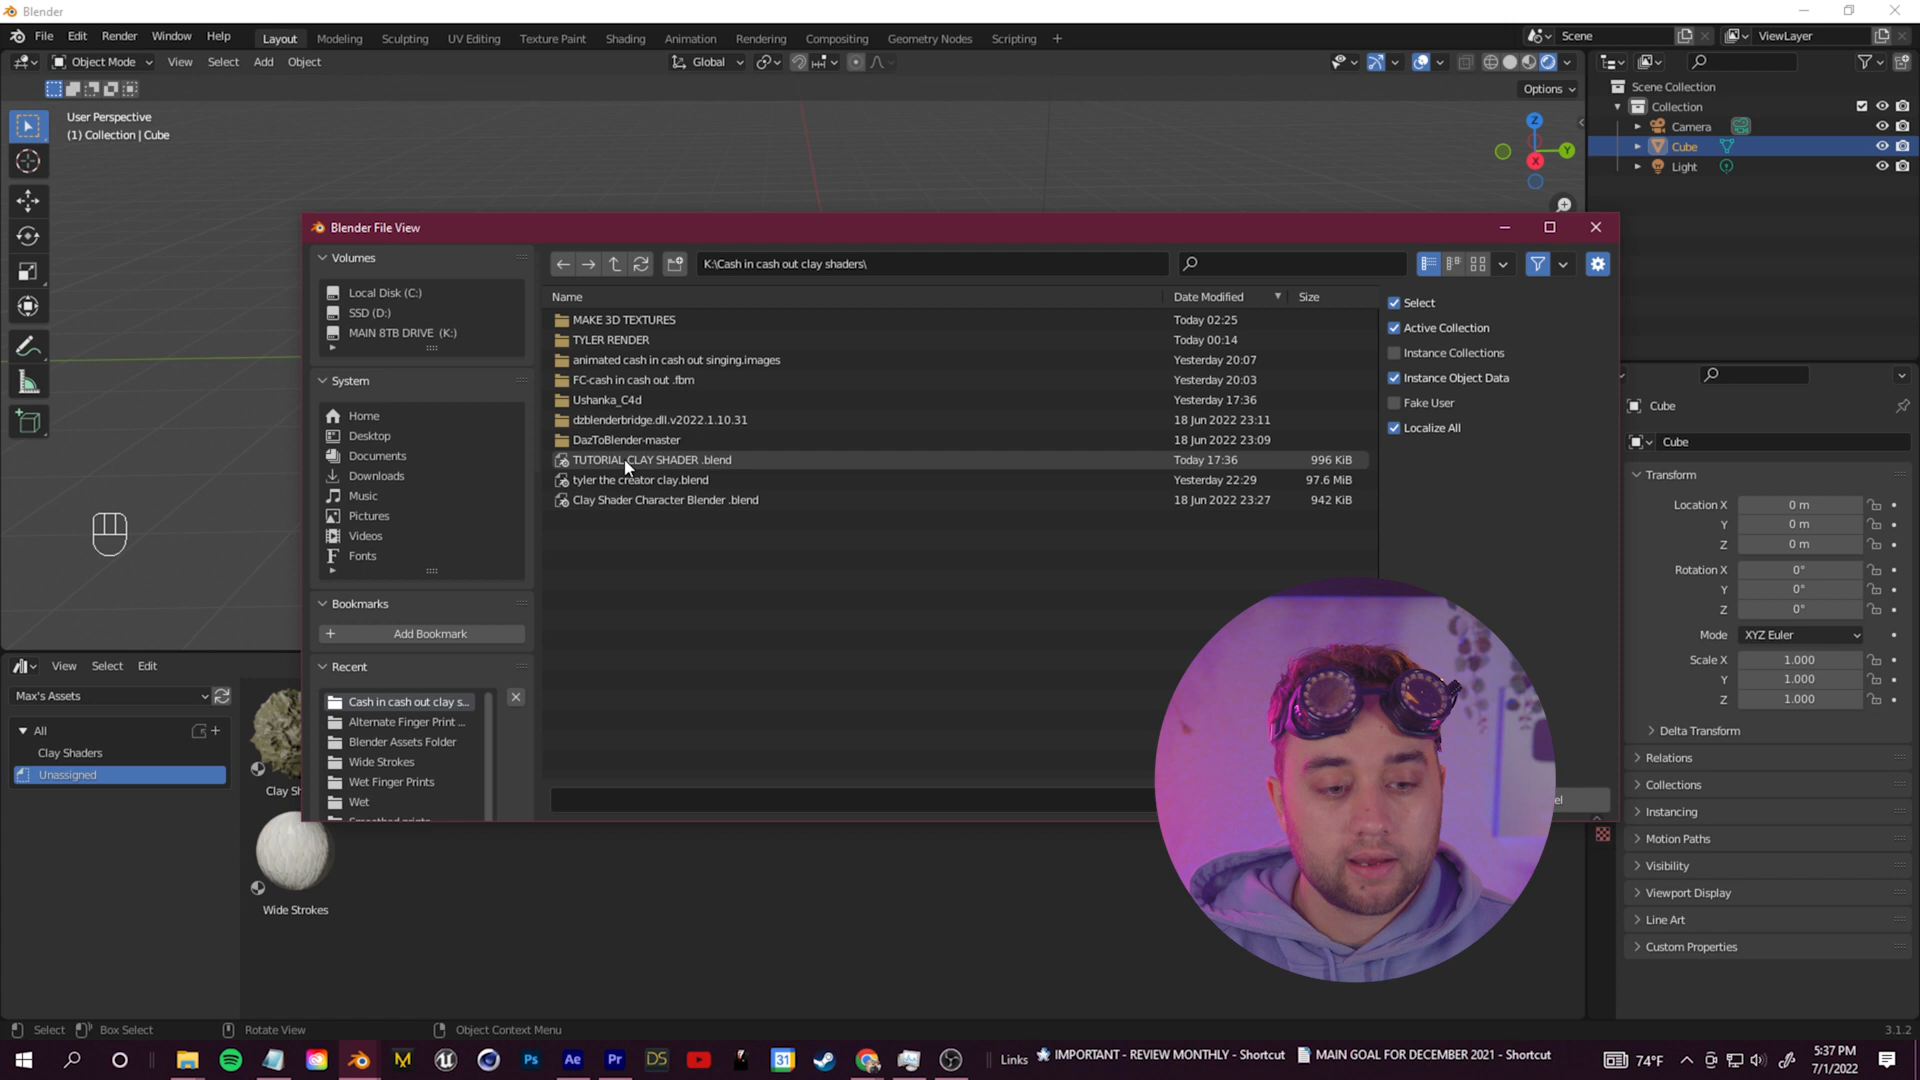 Blender
File Edit Render Window Help Layout Modeling Sculpting UV Editing Texture Paint Shading Animation Rendering Compositing Geometry Nodes Scripting + Scene ViewLayer
Object Mode View Select Add Object Global
Options
User Perspective
(1) Collection | Cube
Z
Y
X
Scene Collection
Collection
Camera
Cube
Light
Blender File View
Volumes
Local Disk (C:)
SSD (D:)
MAIN 8TB DRIVE (K:)
System
Home
Desktop
Documents
Downloads
Music
Pictures
Videos
Fonts
Bookmarks
Add Bookmark
Recent
Cash in cash out clay s...
Alternate Finger Print ...
Blender Assets Folder
Wide Strokes
Wet Finger Prints
Wet
K:\Cash in cash out clay shaders\
Name Date Modified Size
MAKE 3D TEXTURES Today 02:25
TYLER RENDER Today 00:14
animated cash in cash out singing.images Yesterday 20:07
FC-cash in cash out .fbm Yesterday 20:03
Ushanka_C4d Yesterday 17:36
dzblenderbridge.dll.v2022.1.10.31 18 Jun 2022 23:11
DazToBlender-master 18 Jun 2022 23:09
TUTORIAL CLAY SHADER .blend Today 17:36 996 KiB
tyler the creator clay.blend Yesterday 22:29 97.6 MiB
Clay Shader Character Blender .blend 18 Jun 2022 23:27 942 KiB
Select
Active Collection
Instance Collections
Instance Object Data
Fake User
Localize All
el
Cube
Cube
Transform
Location X 0 m
Y 0 m
Z 0 m
Rotation X 0°
Y 0°
Z 0°
Mode XYZ Euler
Scale X 1.000
Y 1.000
Z 1.000
Delta Transform
Relations
Collections
Instancing
Motion Paths
Visibility
Viewport Display
Line Art
Custom Properties
View Select Edit
Max's Assets
All
Clay Shaders
Unassigned
Clay Sh
Wide Strokes
Select Box Select Rotate View Object Context Menu 3.1.2
Ps Ae Pr DS 31 Links IMPORTANT - REVIEW MONTHLY - Shortcut MAIN GOAL FOR DECEMBER 2021 - Shortcut 74°F 5:37 PM
7/1/2022